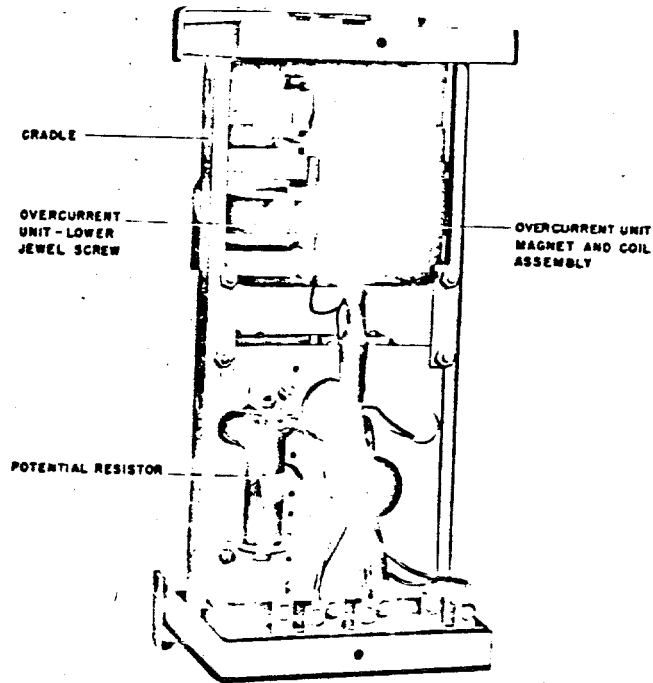 CRADLE
OVERCURRENT
UNIT - LOWER
JEWEL SCREW
OVERCURRENT UNIT
MAGNET AND COIL
ASSEMBLY
POTENTIAL RESISTOR